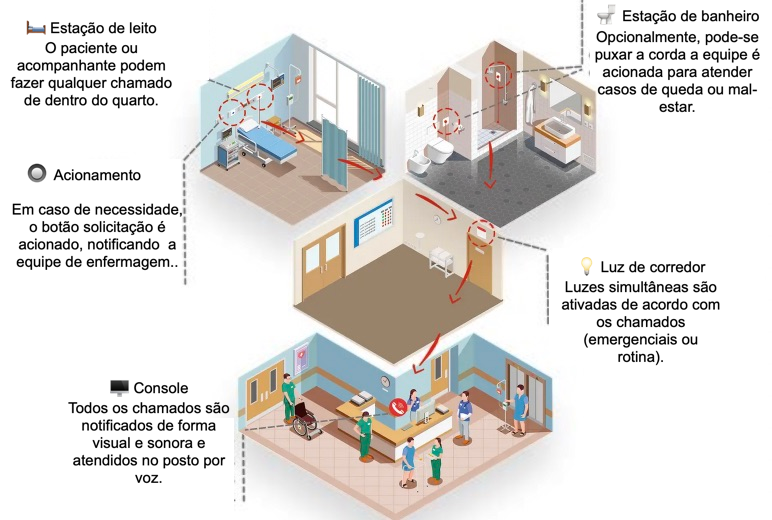 Estação de leito
O paciente ou
acompanhante podem
fazer qualquer chamado
de dentro do quarto.
Estação de banheiro
Opcionalmente, pode-se
puxar a corda a equipe é
acionada para atender
casos de queda ou mal-
estar.
Acionamento
Em caso de necessidade,
o botão solicitação é
acionado, notificando a
equipe de enfermagem..
Luz de corredor
Luzes simultâneas são
ativadas de acordo com
os chamados
(emergenciais ou
rotina).
Console
Todos os chamados são
notificados de forma
visual e sonora e
atendidos no posto por
voz.